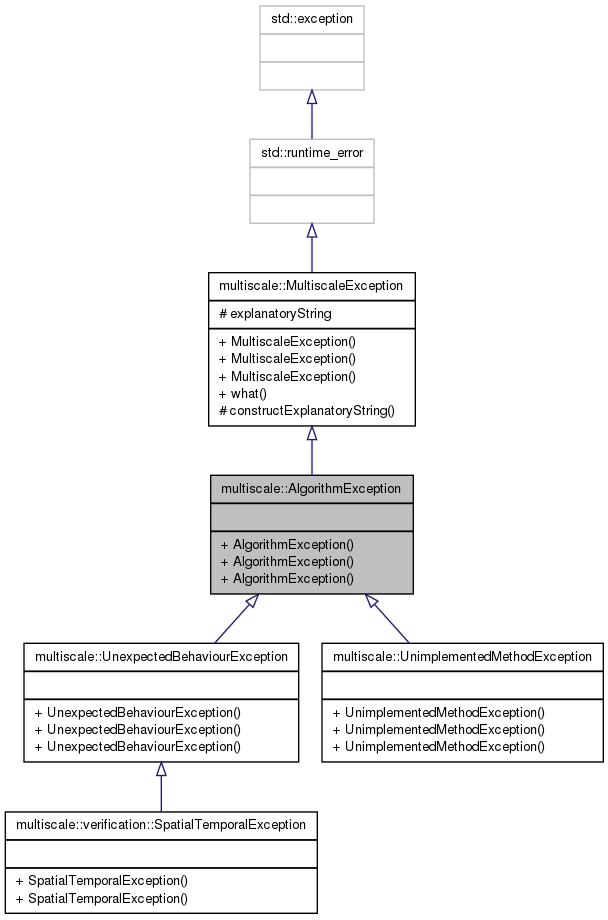 std::exception
std::runtime_error
multiscale::MultiscaleException
# explanatoryString
+ MultiscaleException()
+ MultiscaleException()
+ MultiscaleException()
+ what()
# constructExplanatoryString()
multiscale::AlgorithmException
+ AlgorithmException()
+ AlgorithmException()
+ AlgorithmException()
multiscale::UnexpectedBehaviourException
+ UnexpectedBehaviourException()
+ UnexpectedBehaviourException()
+ UnexpectedBehaviourException()
multiscale::UnimplementedMethodException
+ UnimplementedMethodException()
+ UnimplementedMethodException()
+ UnimplementedMethodException()
multiscale::verification::SpatialTemporalException
+ SpatialTemporalException()
+ SpatialTemporalException()